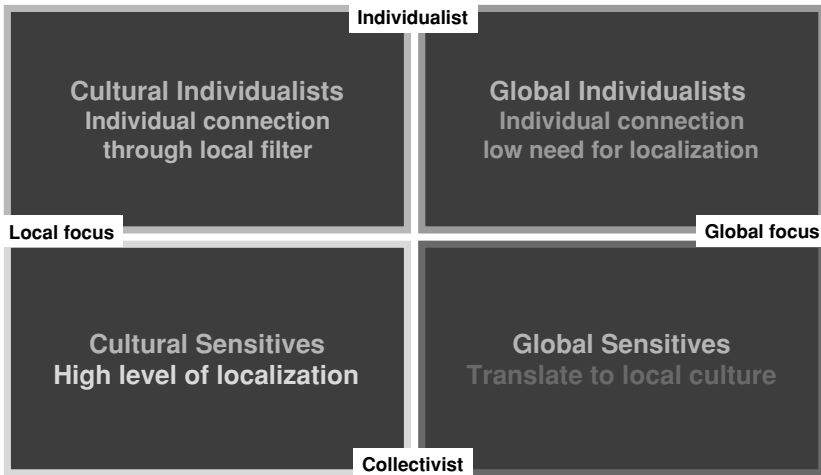 Individualist
Cultural Individualists
Individual connection
through local filter
Global Individualists
Individual connection
low need for localization
Local focus
Global focus
Cultural Sensitives
High level of localization
Global Sensitives
Translate to local culture
Collectivist